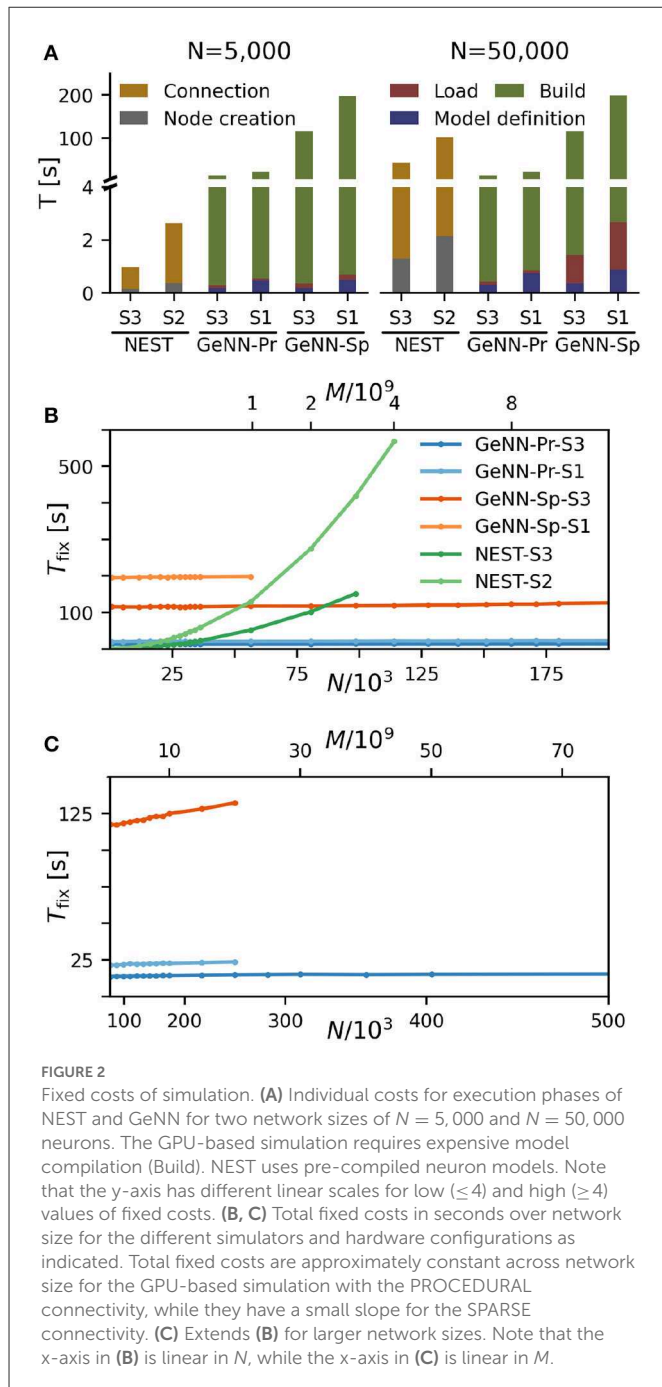 A
N=5,000 N=50,000
Connection Load Build
Node creation Model definition
200
100
T [s]
4
2
0
S3 S2 S3 S1 S3 S1 S3 S2 S3 S1 S3 S1
NEST GeNN-Pr GeNN-Sp NEST GeNN-Pr GeNN-Sp
B
M/10⁹
1 2 4 8
GeNN-Pr-S3
GeNN-Pr-S1
GeNN-Sp-S3
GeNN-Sp-S1
NEST-S3
NEST-S2
500
T_fix [s]
100
25 75 125 175
N/10³
C
M/10⁹
10 30 50 70
125
T_fix [s]
25
100 200 300 400 500
N/10³
FIGURE 2
Fixed costs of simulation. (A) Individual costs for execution phases of
NEST and GeNN for two network sizes of N = 5, 000 and N = 50, 000
neurons. The GPU-based simulation requires expensive model
compilation (Build). NEST uses pre-compiled neuron models. Note
that the y-axis has different linear scales for low (≤ 4) and high (≥ 4)
values of fixed costs. (B, C) Total fixed costs in seconds over network
size for the different simulators and hardware configurations as
indicated. Total fixed costs are approximately constant across network
size for the GPU-based simulation with the PROCEDURAL
connectivity, while they have a small slope for the SPARSE
connectivity. (C) Extends (B) for larger network sizes. Note that the
x-axis in (B) is linear in N, while the x-axis in (C) is linear in M.